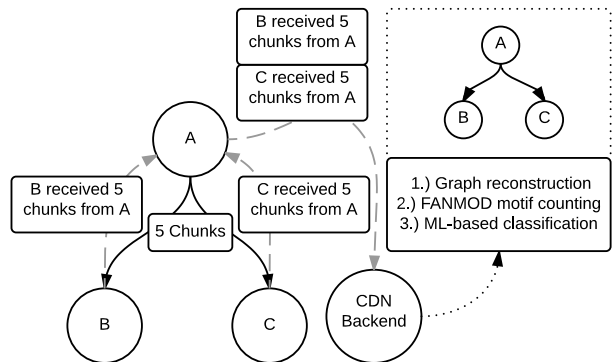 B received 5
chunks from A
C received 5
chunks from A
A
B
C
A
B received 5
chunks from A
C received 5
chunks from A
5 Chunks
1.) Graph reconstruction
2.) FANMOD motif counting
3.) ML-based classification
B
C
CDN
Backend